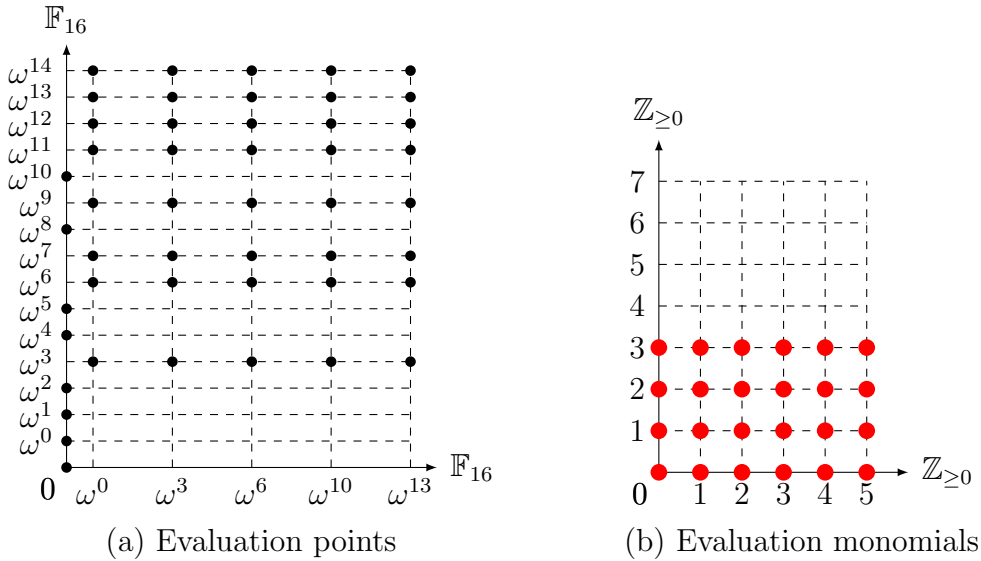 𝔽₁₆
ω¹⁴
ω¹³
ω¹²
ω¹¹
ω¹⁰
ω⁹
ω⁸
ω⁷
ω⁶
ω⁵
ω⁴
ω³
ω²
ω¹
ω⁰
0 ω⁰ ω³ ω⁶ ω¹⁰ ω¹³ 𝔽₁₆
(a) Evaluation points
ℤ≥0
7
6
5
4
3
2
1
0 1 2 3 4 5 ℤ≥0
(b) Evaluation monomials